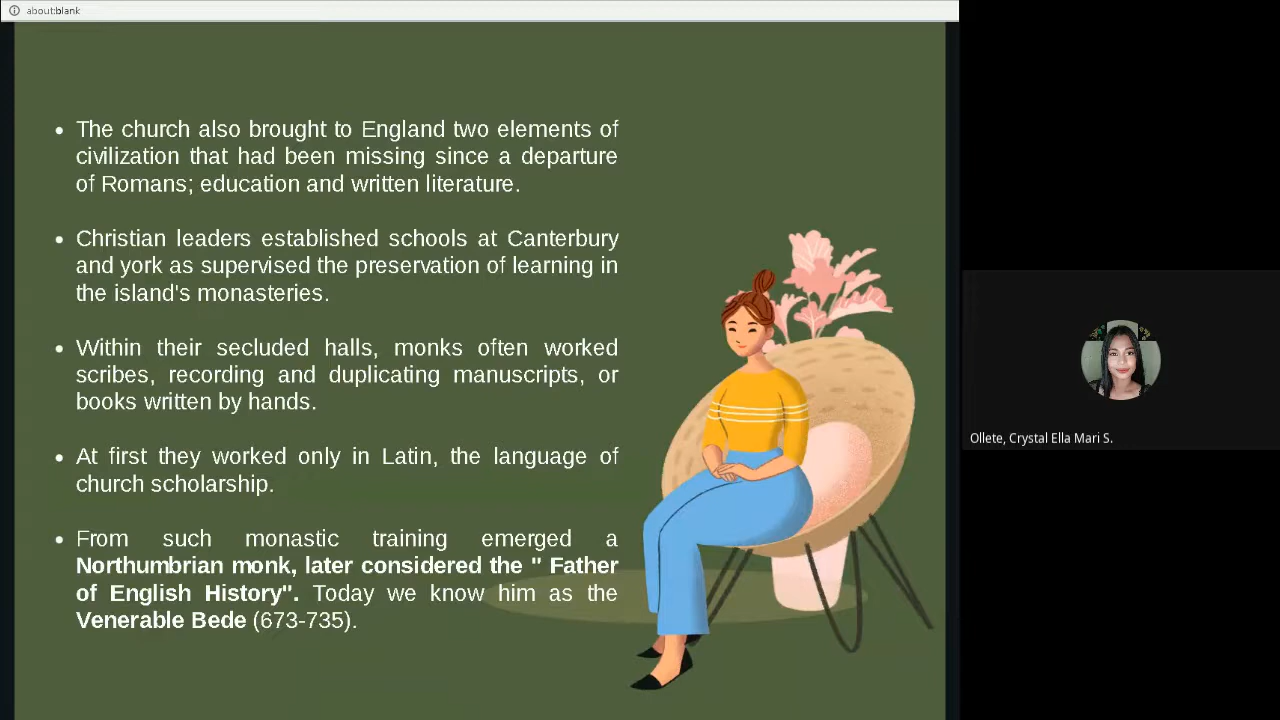 about:blank
• The church also brought to England two elements of
civilization that had been missing since a departure
of Romans; education and written literature.
• Christian leaders established schools at Canterbury
and york as supervised the preservation of learning in
the island's monasteries.
• Within their secluded halls, monks often worked
scribes, recording and duplicating manuscripts, or
books written by hands.
• At first they worked only in Latin, the language of
church scholarship.
• From such monastic training emerged a
Northumbrian monk, later considered the " Father
of English History". Today we know him as the
Venerable Bede (673-735).
Ollete, Crystal Ella Mari S.